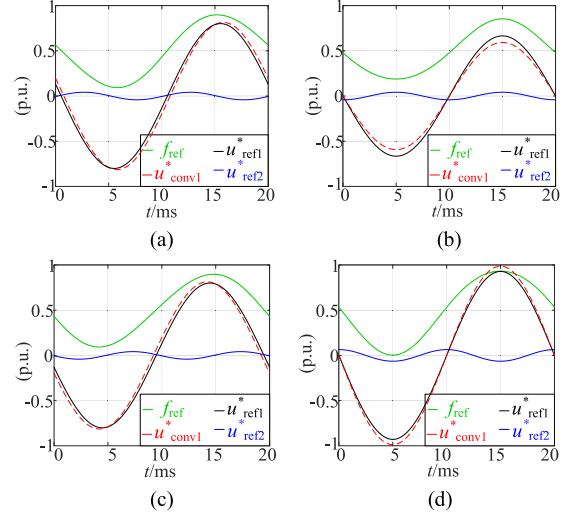 1
0.5
0
-0.5
-1
(p.u.)
f_ref
u*_ref1
u*_conv1
u*_ref2
0
5
10
15
20
t/ms
(a)
1
0.5
0
-0.5
-1
(p.u.)
f_ref
u*_ref1
u*_conv1
u*_ref2
0
5
10
15
20
t/ms
(b)
1
0.5
0
-0.5
-1
(p.u.)
f_ref
u*_ref1
u*_conv1
u*_ref2
0
5
10
15
20
t/ms
(c)
1
0.5
0
-0.5
-1
(p.u.)
f_ref
u*_ref1
u*_conv1
u*_ref2
0
5
10
15
20
t/ms
(d)